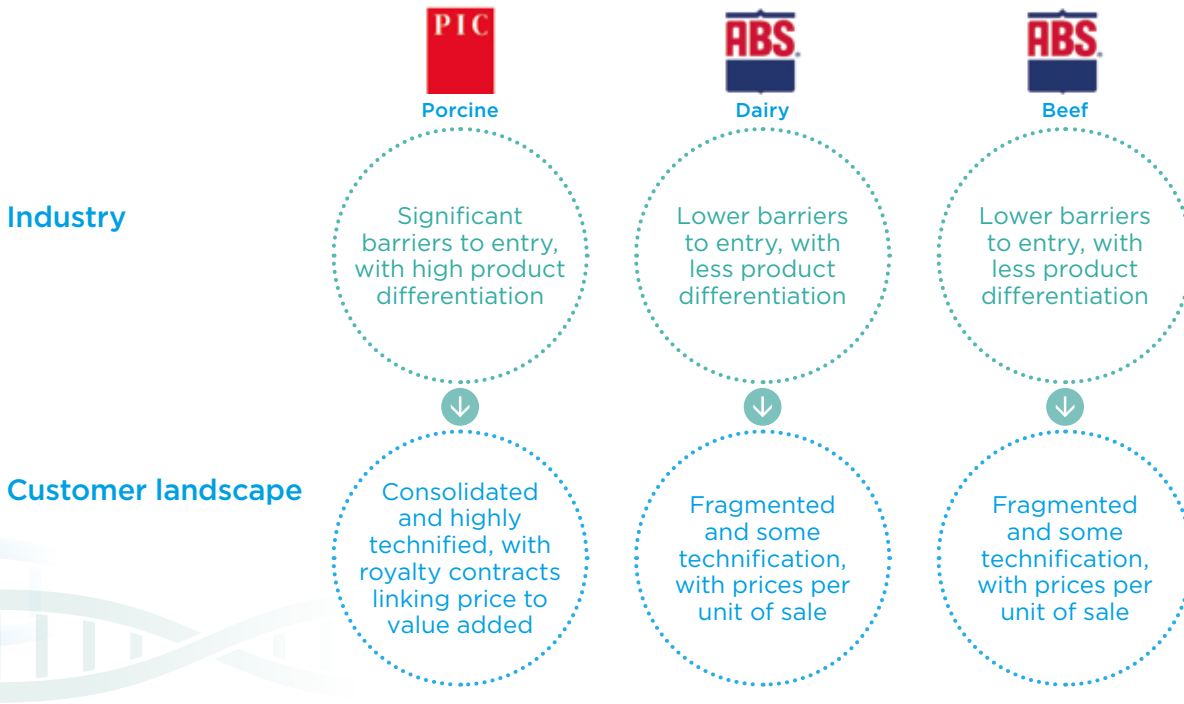 PIC
ABS
ABS
Porcine
Dairy
Beef
Industry
Significant
barriers to entry,
with high product
differentiation
Lower barriers
to entry, with
less product
differentiation
Lower barriers
to entry, with
less product
differentiation
Customer landscape
Consolidated
and highly
technified, with
royalty contracts
linking price to
value added
Fragmented
and some
technification,
with prices per
unit of sale
Fragmented
and some
technification,
with prices per
unit of sale